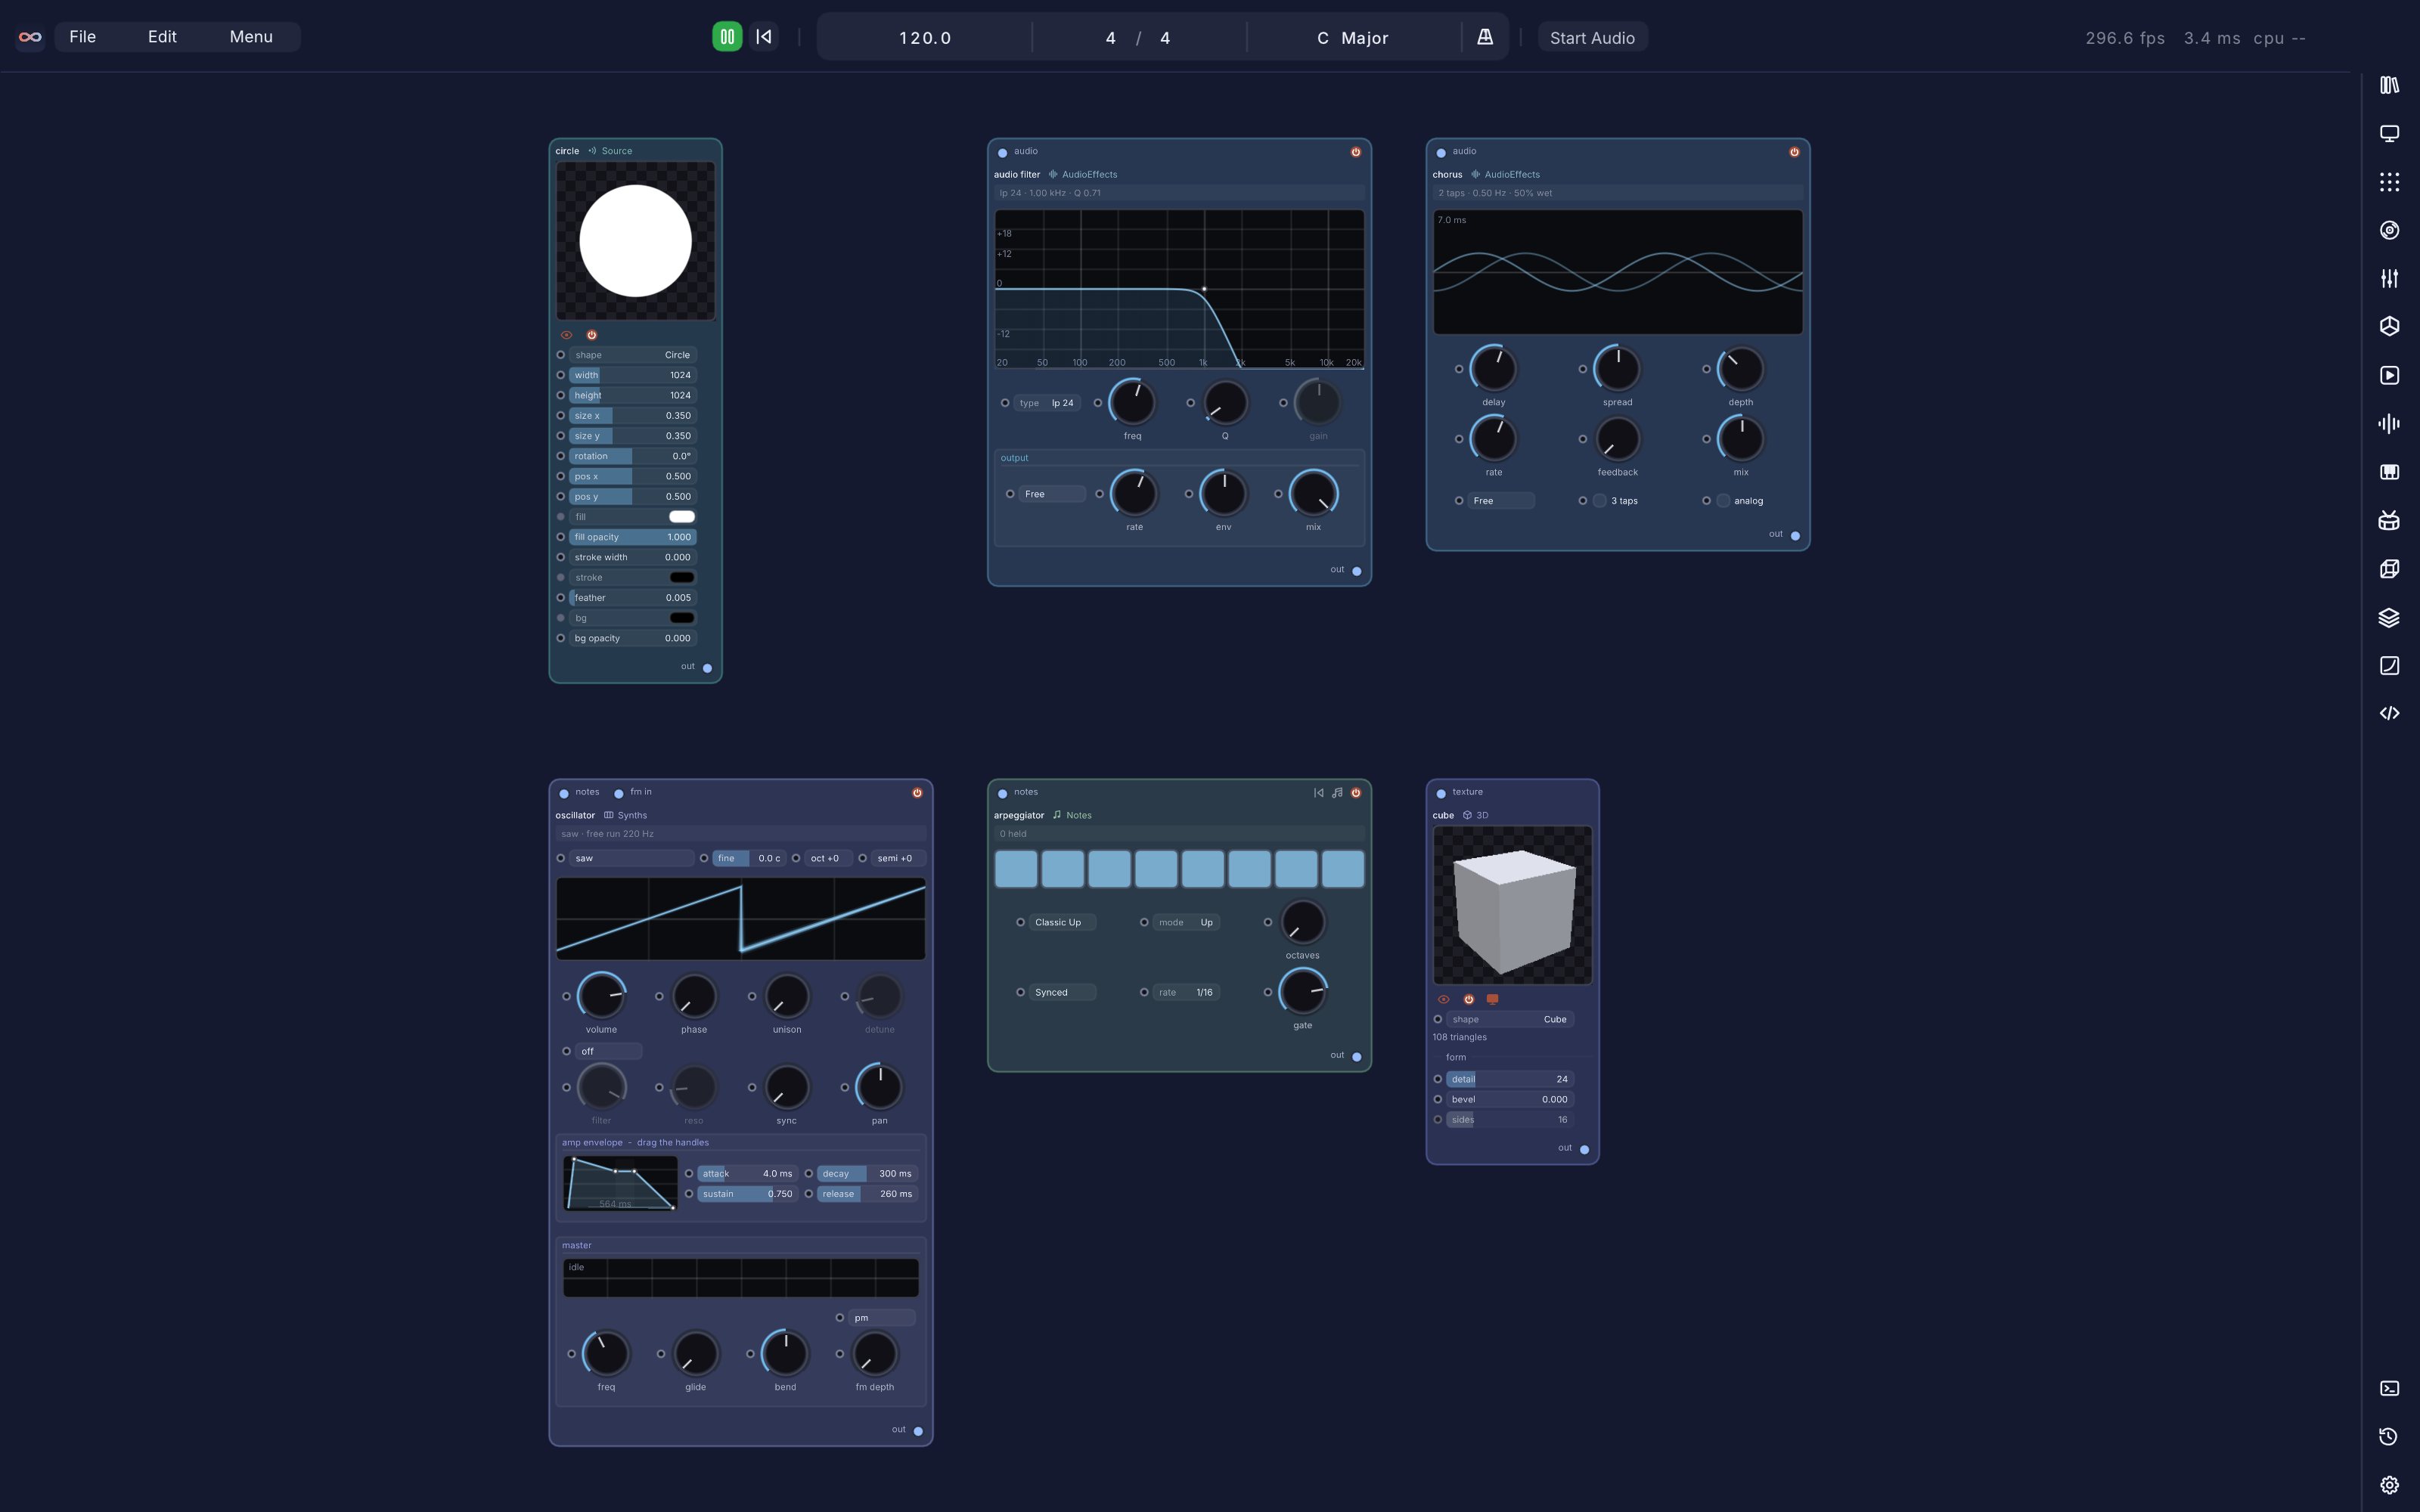 File Edit Menu 120.0 4 / 4 C Major Start Audio 296.6 fps 3.4 ms cpu --
circle Source
shape Circle
width 1024
height 1024
size x 0.350
size y 0.350
rotation 0.0°
pos x 0.500
pos y 0.500
fill
fill opacity 1.000
stroke width 0.000
stroke
feather 0.005
bg
bg opacity 0.000
out
audio
audio filter AudioEffects
lp 24 · 1.00 kHz · Q 0.71
+18
+12
0
-12
20 50 100 200 500 1k 2k 5k 10k 20k
type lp 24
freq Q gain
output
Free
rate env mix
out
audio
chorus AudioEffects
2 taps · 0.50 Hz · 50% wet
7.0 ms
delay spread depth
rate feedback mix
Free 3 taps analog
out
notes fm in
oscillator Synths
saw · free run 220 Hz
saw fine 0.0 c oct +0 semi +0
volume phase unison detune
off
filter reso sync pan
amp envelope - drag the handles
attack 4.0 ms decay 300 ms
sustain 0.750 release 260 ms
564 ms
master
idle
pm
freq glide bend fm depth
out
notes
arpeggiator Notes
0 held
Classic Up mode Up
octaves
Synced rate 1/16
gate
out
texture
cube 3D
shape Cube
108 triangles
form
detail 24
bevel 0.000
sides 16
out